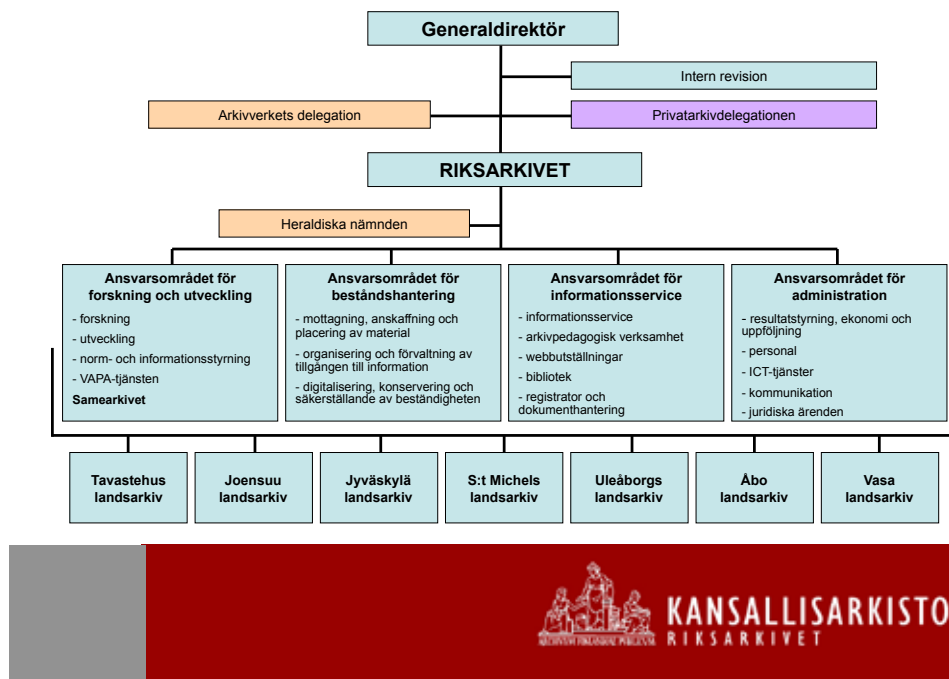 Generaldirektör
Intern revision
Arkivverkets delegation
Privatarkivdelegationen
RIKSARKIVET
Heraldiska nämnden
Ansvarsområdet för
forskning och utveckling
- forskning
- utveckling
- norm- och informationsstyrning
- VAPA-tjänsten
Samearkivet
Ansvarsområdet för
beståndshantering
- mottagning, anskaffning och
placering av material
- organisering och förvaltning av
tillgången till information
- digitalisering, konservering och
säkerställande av beständigheten
Ansvarsområdet för
informationsservice
- informationsservice
- arkivpedagogisk verksamhet
- webbutställningar
- bibliotek
- registrator och
dokumenthantering
Ansvarsområdet för
administration
- resultatstyrning, ekonomi och
uppföljning
- personal
- ICT-tjänster
- kommunikation
- juridiska ärenden
Tavastehus
landsarkiv
Joensuu
landsarkiv
Jyväskylä
landsarkiv
S:t Michels
landsarkiv
Uleåborgs
landsarkiv
Åbo
landsarkiv
Vasa
landsarkiv
KANSALLISARKISTO
RIKSARKIVET